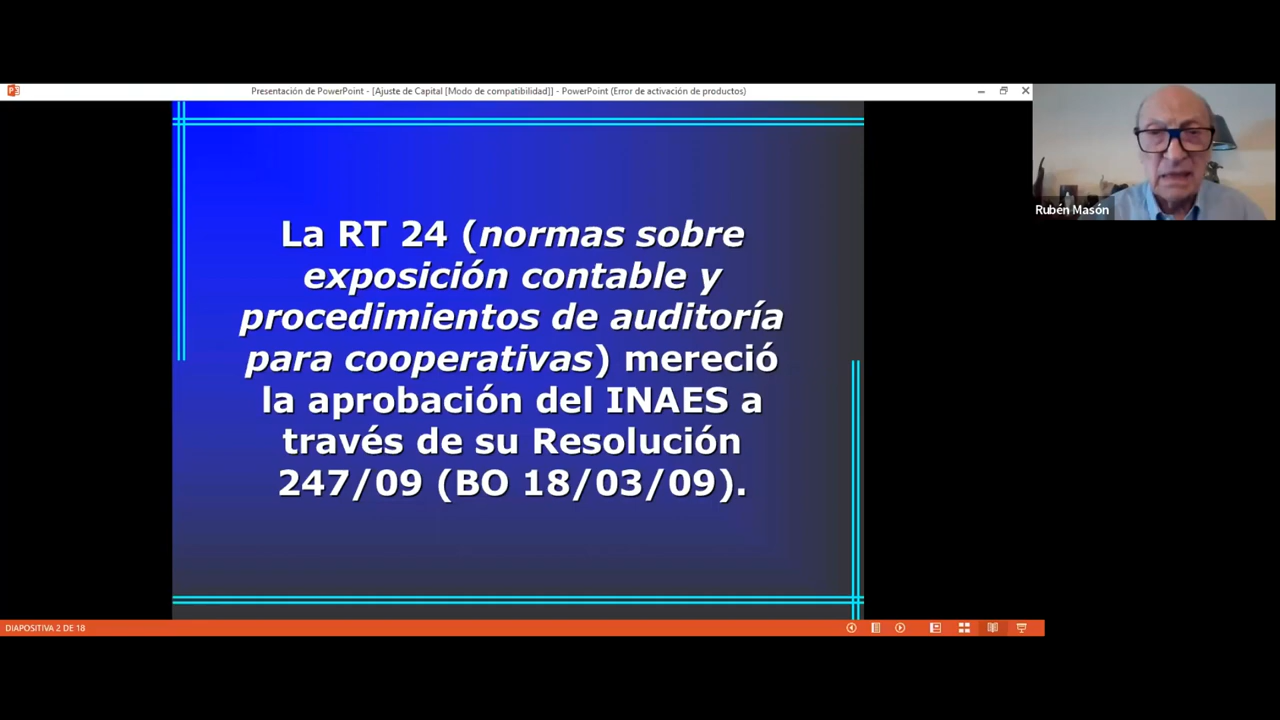 Presentación de PowerPoint - [Ajuste de Capital [Modo de compatibilidad]] - PowerPoint (Error de activación de productos)
Rubén Masón
La RT 24 (normas sobre
exposición contable y
procedimientos de auditoría
para cooperativas) mereció
la aprobación del INAES a
través de su Resolución
247/09 (BO 18/03/09).
DIAPOSITIVA 2 DE 18